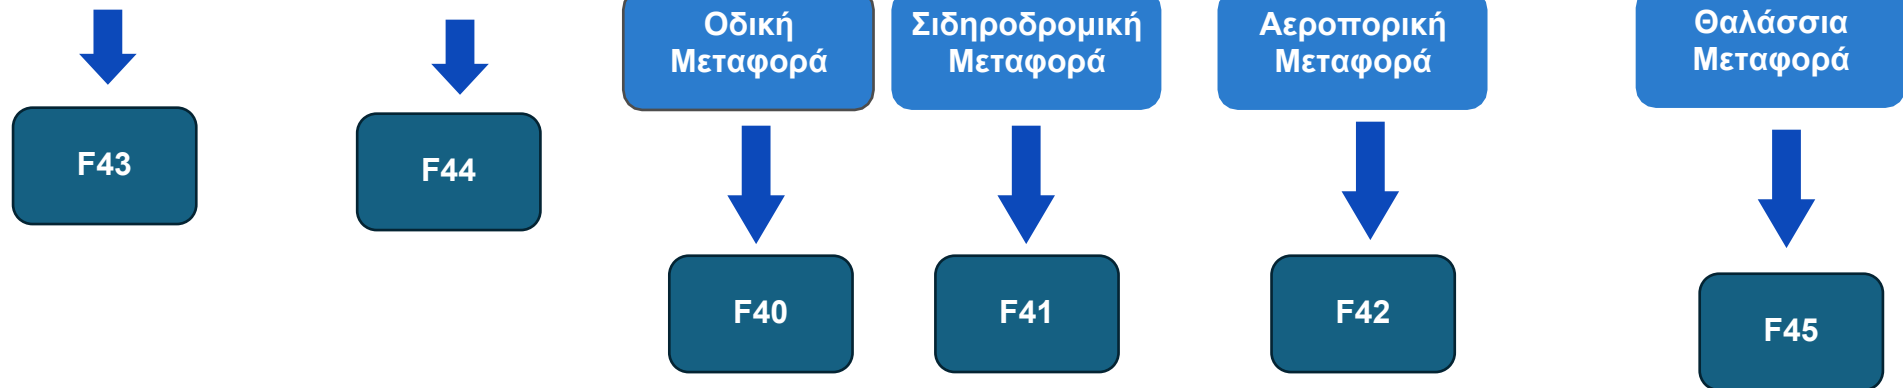 Οδική
Μεταφορά
Σιδηροδρομική
Μεταφορά
Αεροπορική
Μεταφορά
Θαλάσσια
Μεταφορά
F43
F44
F40
F41
F42
F45